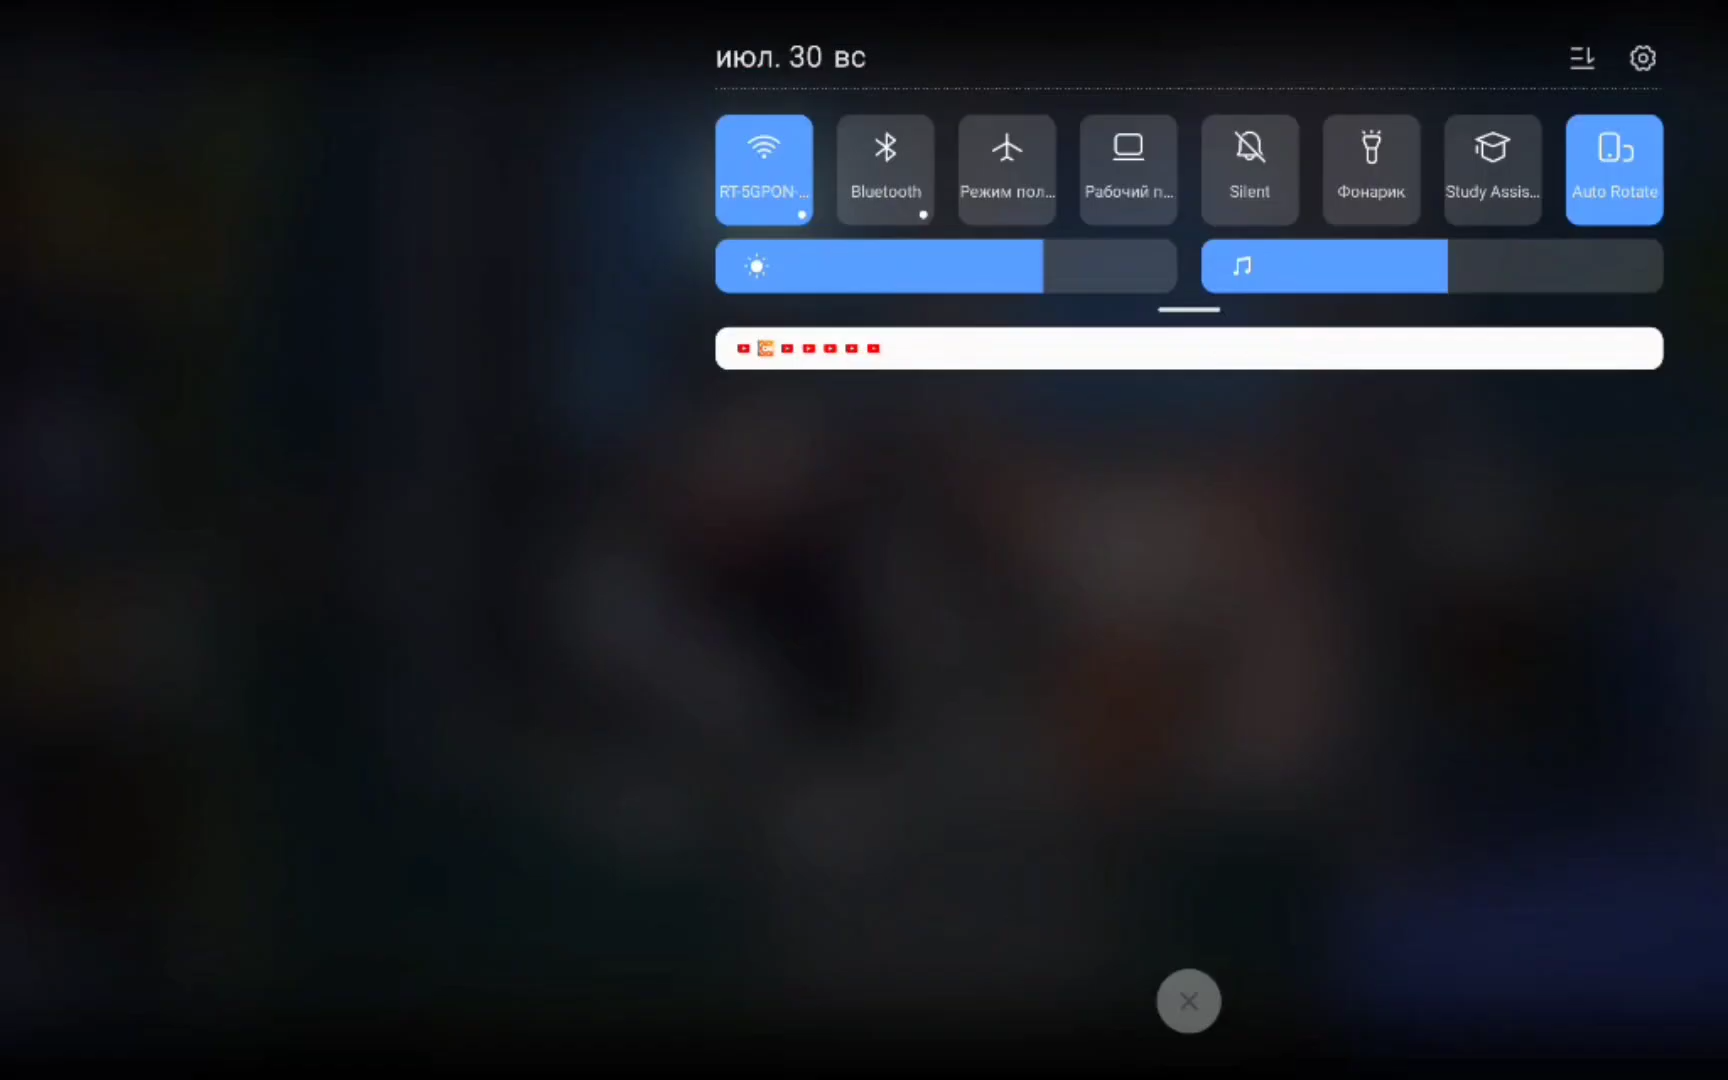 июл. 30 вс
RT-5GPON-...
Bluetooth
Режим пол...
Рабочий п...
Silent
Фонарик
Study Assis...
Auto Rotate